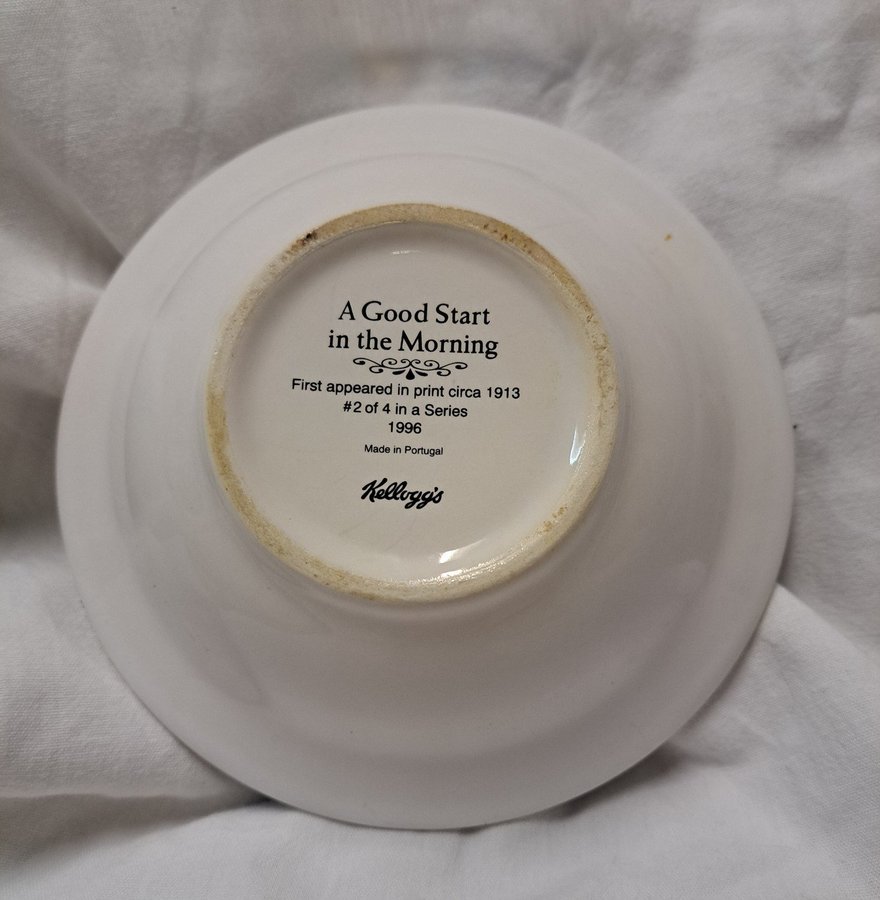 A Good Start
in the Morning
First appeared in print circa 1913
#2 of 4 in a Series
1996
Made in Portugal
Kellogg's